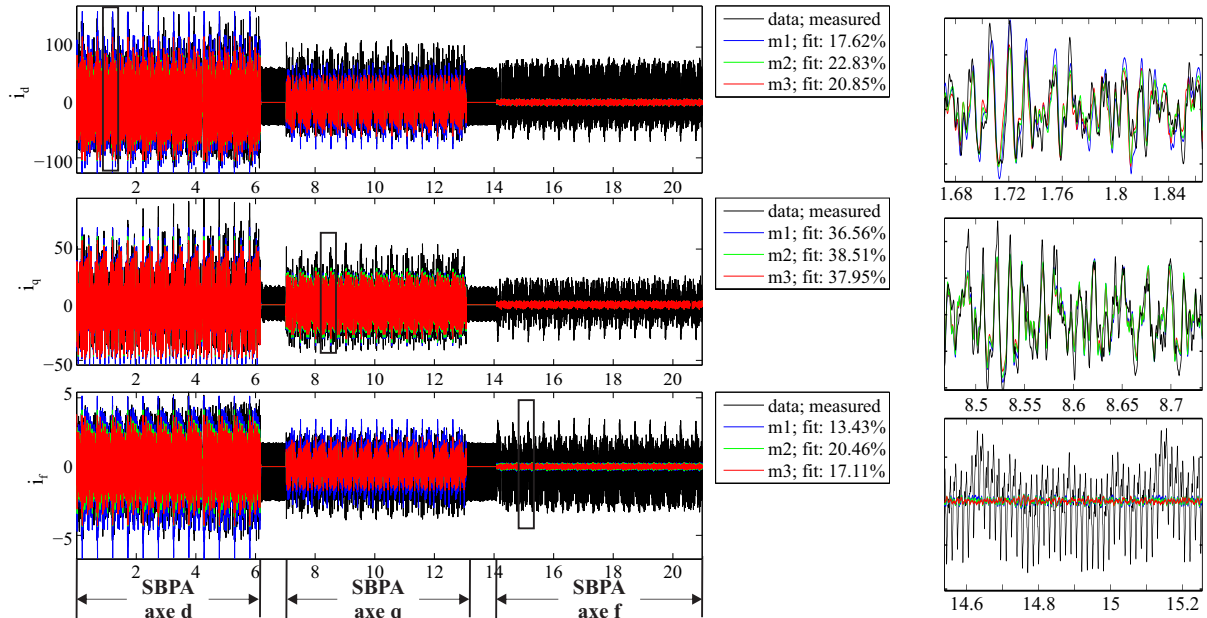 i_d
100
0
−100
2 4 6 8 10 12 14 16 18 20
data; measured
m1; fit: 17.62%
m2; fit: 22.83%
m3; fit: 20.85%
1.68 1.72 1.76 1.8 1.84
i_q
50
0
−50
2 4 6 8 10 12 14 16 18 20
data; measured
m1; fit: 36.56%
m2; fit: 38.51%
m3; fit: 37.95%
8.5 8.55 8.6 8.65 8.7
i_f
5
0
−5
2 4 6 8 10 12 14 16 18 20
data; measured
m1; fit: 13.43%
m2; fit: 20.46%
m3; fit: 17.11%
14.6 14.8 15 15.2
SBPA
axe d
SBPA
axe q
SBPA
axe f